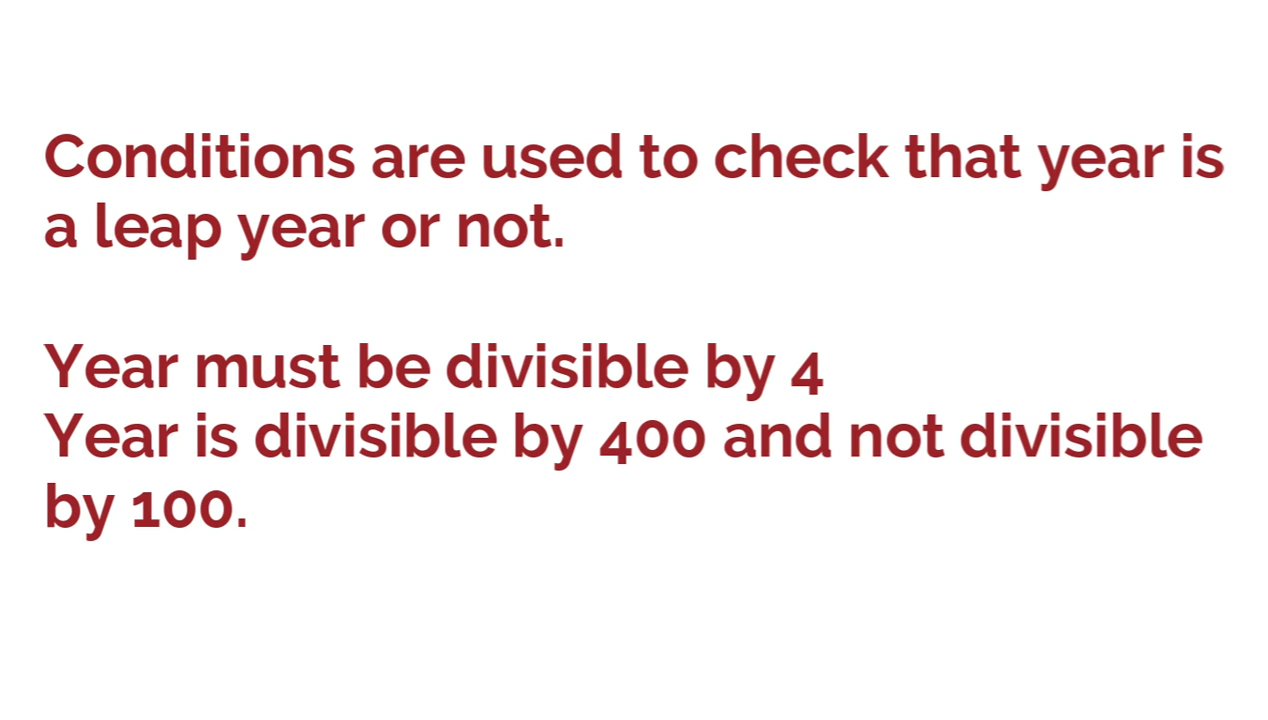 Conditions are used to check that year is
a leap year or not.
Year must be divisible by 4
Year is divisible by 400 and not divisible
by 100.